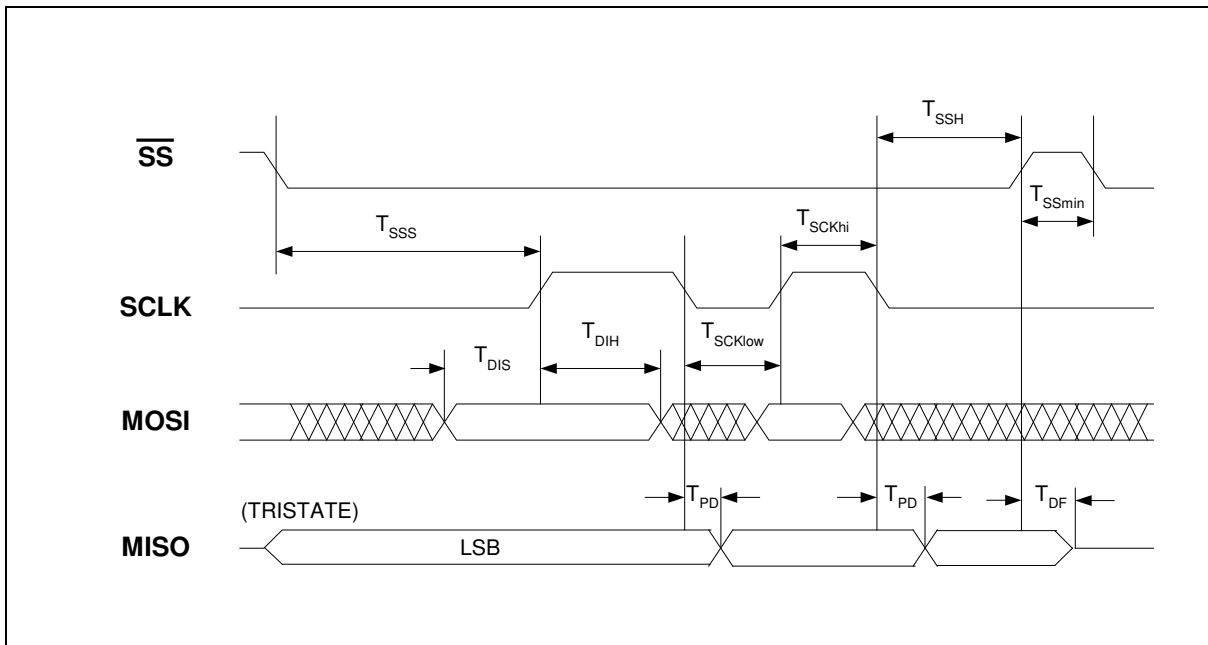 T_SSH
SS
T_SSmin
T_SSS
T_SCKhi
SCLK
T_DIH
T_SCKlow
T_DIS
MOSI
T_PD
T_PD
T_DF
(TRISTATE)
MISO
LSB